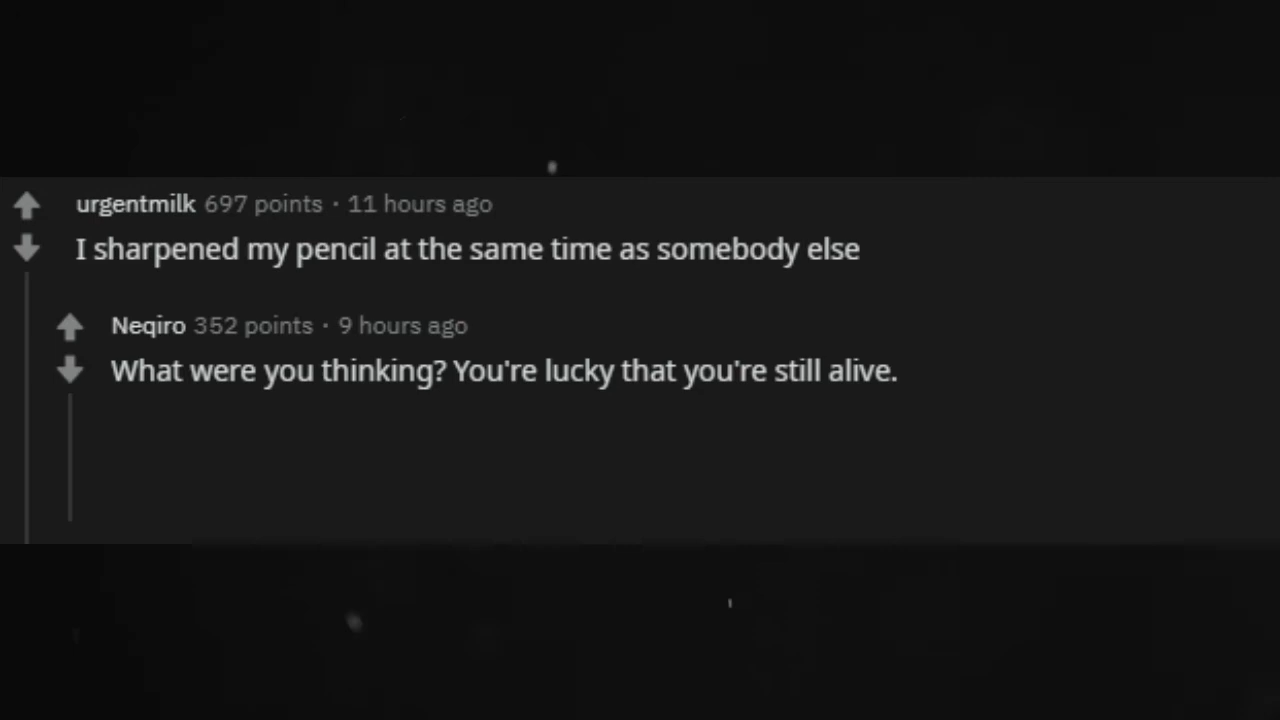 urgentmilk 697 points · 11 hours ago
I sharpened my pencil at the same time as somebody else
Neqiro 352 points · 9 hours ago
What were you thinking? You're lucky that you're still alive.